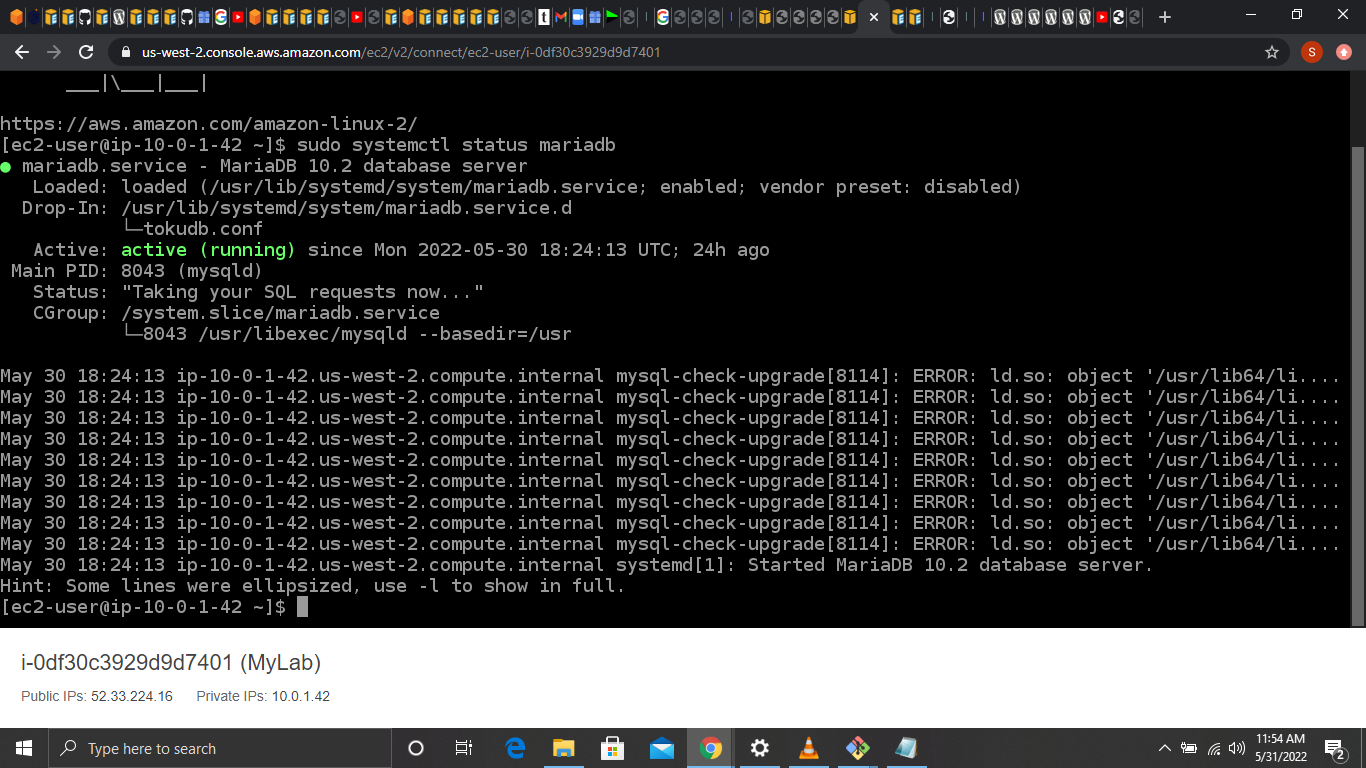 us-west-2.console.aws.amazon.com/ec2/v2/connect/ec2-user/i-0df30c3929d9d7401
S
___|\___|___|
https://aws.amazon.com/amazon-linux-2/
[ec2-user@ip-10-0-1-42 ~]$ sudo systemctl status mariadb
● mariadb.service - MariaDB 10.2 database server
Loaded: loaded (/usr/lib/systemd/system/mariadb.service; enabled; vendor preset: disabled)
Drop-In: /usr/lib/systemd/system/mariadb.service.d
└─tokudb.conf
Active: active (running) since Mon 2022-05-30 18:24:13 UTC; 24h ago
Main PID: 8043 (mysqld)
Status: "Taking your SQL requests now..."
CGroup: /system.slice/mariadb.service
└─8043 /usr/libexec/mysqld --basedir=/usr
May 30 18:24:13 ip-10-0-1-42.us-west-2.compute.internal mysql-check-upgrade[8114]: ERROR: ld.so: object '/usr/lib64/li....
May 30 18:24:13 ip-10-0-1-42.us-west-2.compute.internal mysql-check-upgrade[8114]: ERROR: ld.so: object '/usr/lib64/li....
May 30 18:24:13 ip-10-0-1-42.us-west-2.compute.internal mysql-check-upgrade[8114]: ERROR: ld.so: object '/usr/lib64/li....
May 30 18:24:13 ip-10-0-1-42.us-west-2.compute.internal mysql-check-upgrade[8114]: ERROR: ld.so: object '/usr/lib64/li....
May 30 18:24:13 ip-10-0-1-42.us-west-2.compute.internal mysql-check-upgrade[8114]: ERROR: ld.so: object '/usr/lib64/li....
May 30 18:24:13 ip-10-0-1-42.us-west-2.compute.internal mysql-check-upgrade[8114]: ERROR: ld.so: object '/usr/lib64/li....
May 30 18:24:13 ip-10-0-1-42.us-west-2.compute.internal mysql-check-upgrade[8114]: ERROR: ld.so: object '/usr/lib64/li....
May 30 18:24:13 ip-10-0-1-42.us-west-2.compute.internal mysql-check-upgrade[8114]: ERROR: ld.so: object '/usr/lib64/li....
May 30 18:24:13 ip-10-0-1-42.us-west-2.compute.internal mysql-check-upgrade[8114]: ERROR: ld.so: object '/usr/lib64/li....
May 30 18:24:13 ip-10-0-1-42.us-west-2.compute.internal systemd[1]: Started MariaDB 10.2 database server.
Hint: Some lines were ellipsized, use -l to show in full.
[ec2-user@ip-10-0-1-42 ~]$
i-0df30c3929d9d7401 (MyLab)
Public IPs: 52.33.224.16 Private IPs: 10.0.1.42
Type here to search
11:54 AM
5/31/2022
2